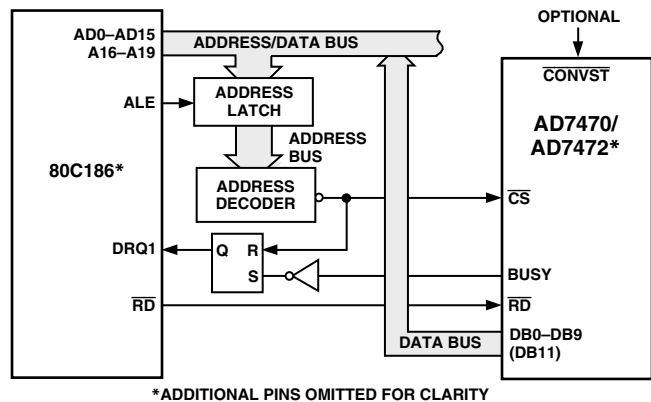 OPTIONAL
AD0–AD15
A16–A19
ADDRESS/DATA BUS
CONVST
ALE
ADDRESS
LATCH
AD7470/
AD7472*
ADDRESS
BUS
80C186*
ADDRESS
DECODER
CS
DRQ1
Q
R
S
BUSY
RD
RD
DATA BUS
DB0–DB9
(DB11)
*ADDITIONAL PINS OMITTED FOR CLARITY